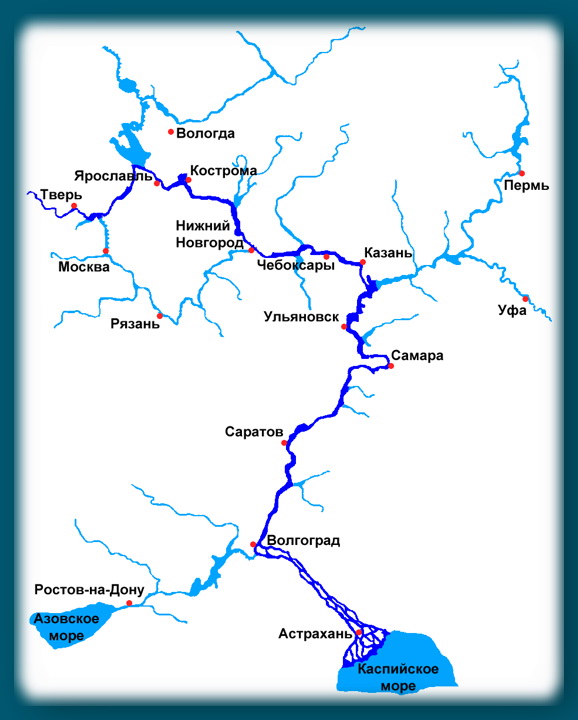 Вологда
Кострома
Ярославль
Тверь
Пермь
Нижний
Новгород
Москва
Чебоксары
Казань
Уфа
Рязань
Ульяновск
Самара
Саратов
Волгоград
Ростов-на-Дону
Азовское
море
Астрахань
Каспийское
море